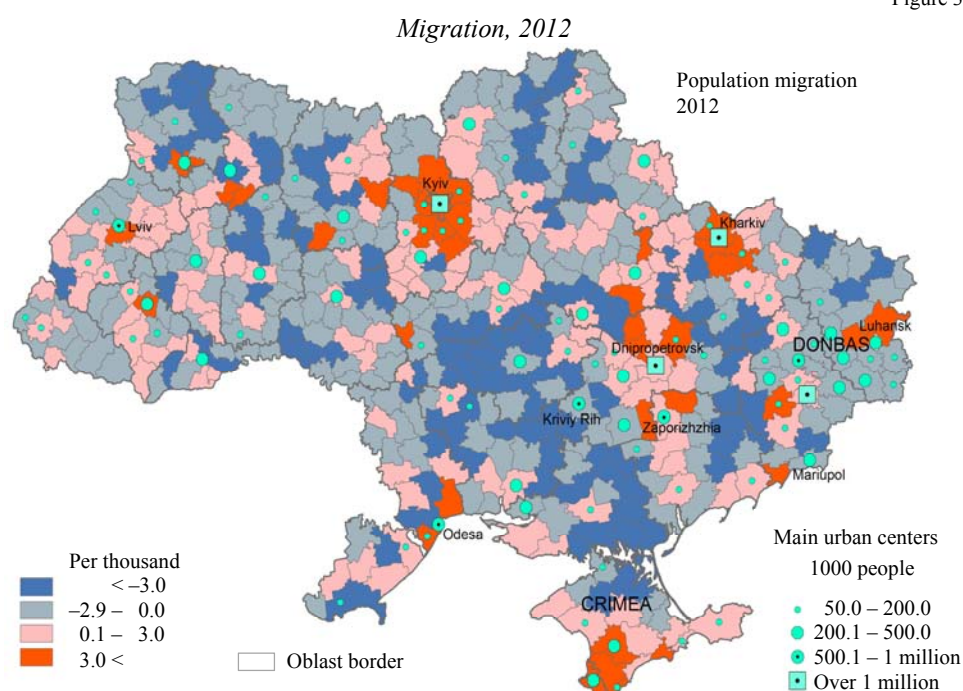 Figure 3
Migration, 2012
Population migration
2012
Kyiv
Lviv
Kharkiv
Luhansk
DONBAS
Dnipropetrovsk
Kriviy Rih
Zaporizhzhia
Mariupol
Odesa
CRIMEA
Per thousand
< –3.0
–2.9 – 0.0
0.1 – 3.0
3.0 <
Oblast border
Main urban centers
1000 people
50.0 – 200.0
200.1 – 500.0
500.1 – 1 million
Over 1 million